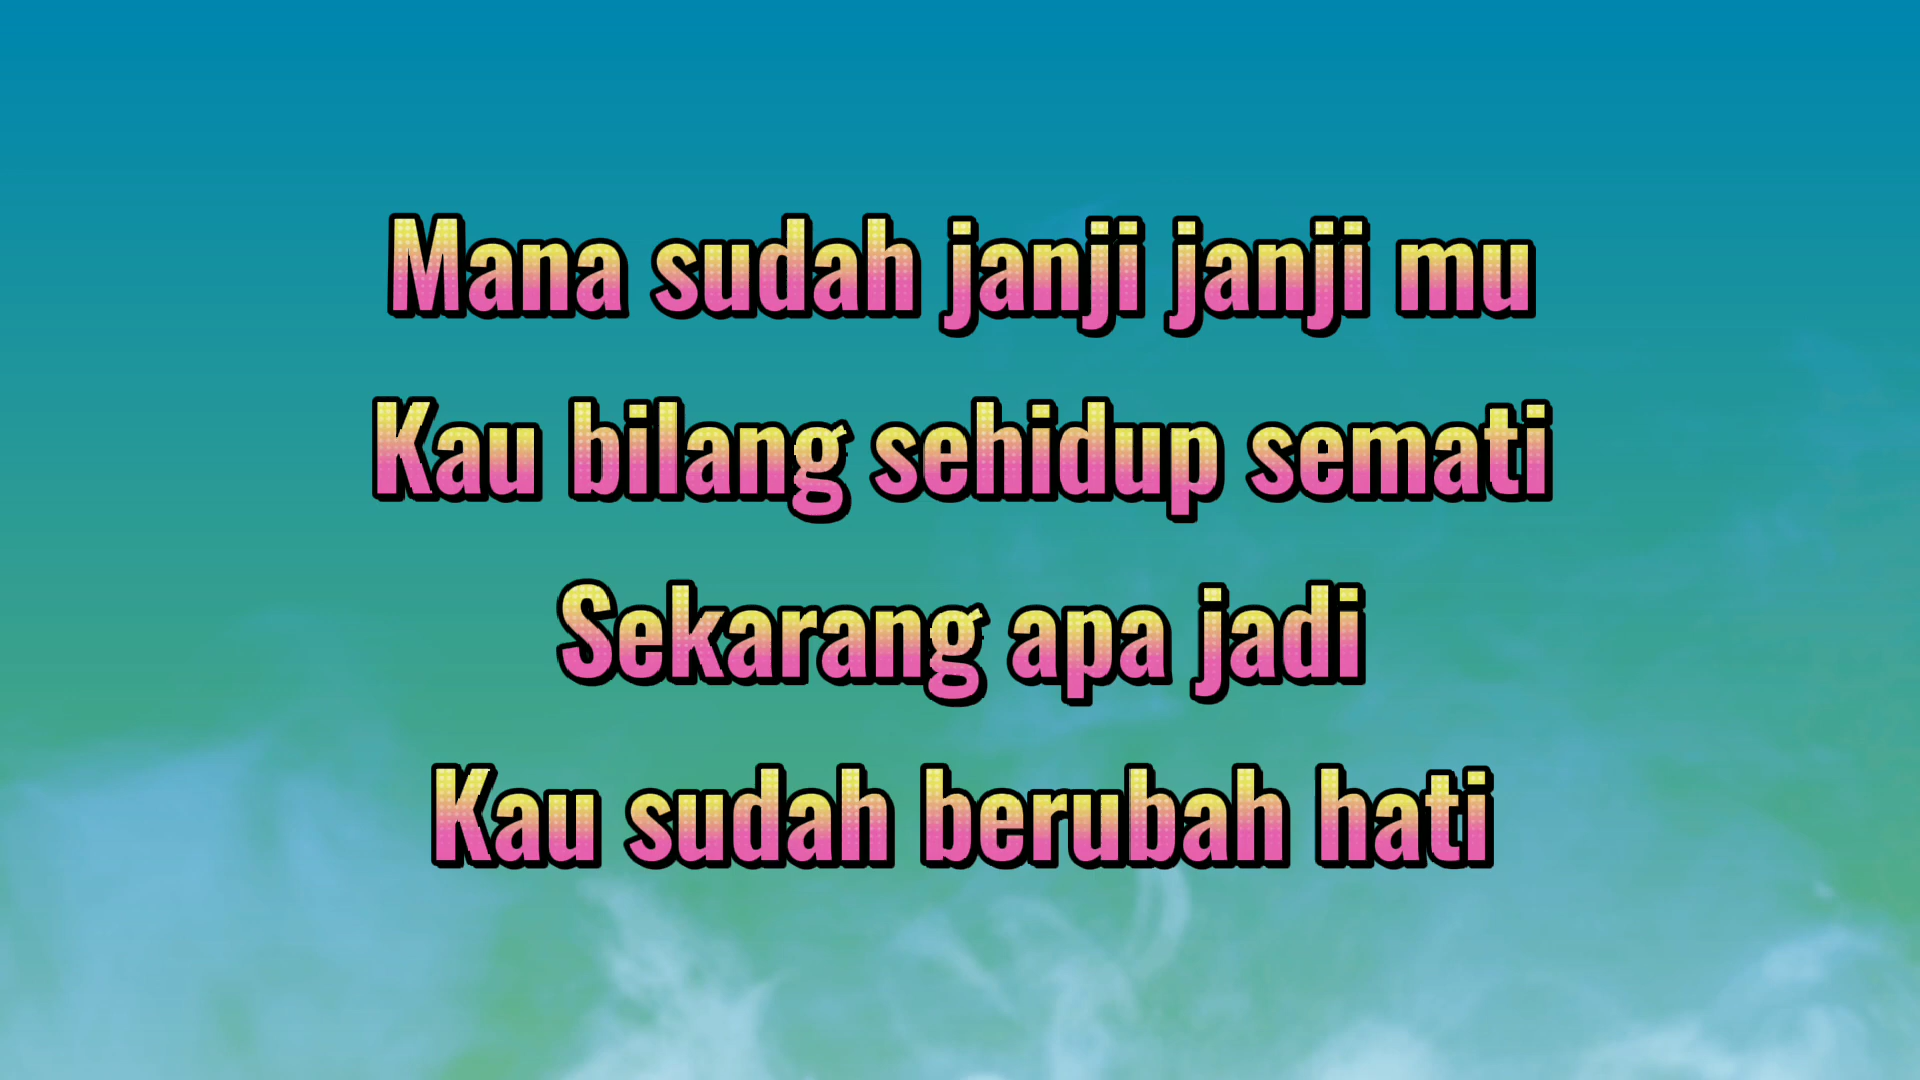 Mana sudah janji janji mu
Kau bilang sehidup semati
Sekarang apa jadi
Kau sudah berubah hati